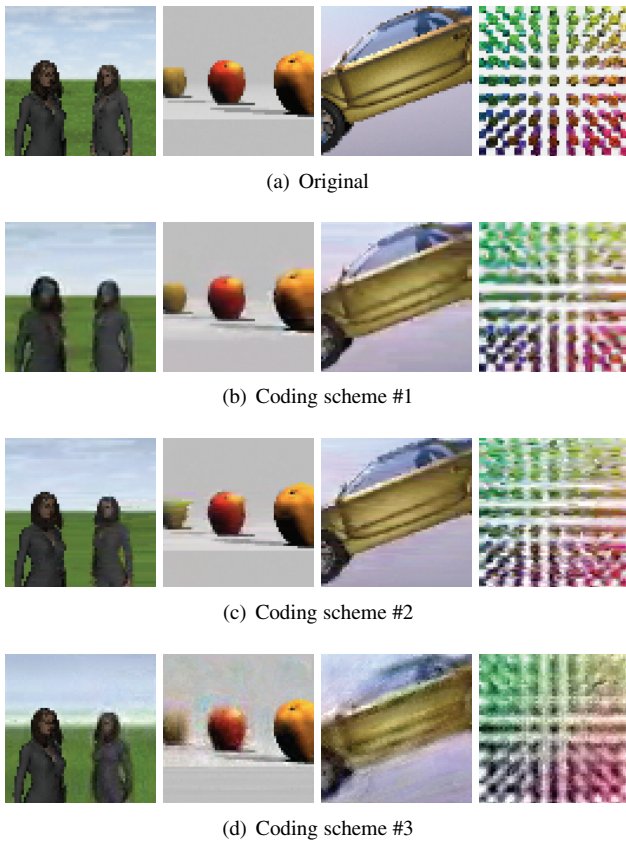 (a) Original
(b) Coding scheme #1
(c) Coding scheme #2
(d) Coding scheme #3